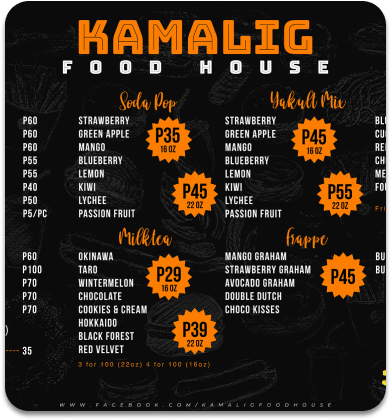 KAMALIG
FOOD HOUSE
P60
P60
P60
P55
P55
P40
P50
P5/PC
P60
P100
P70
P70
P70
35
Soda Pop
STRAWBERRY
GREEN APPLE
MANGO
BLUEBERRY
LEMON
KIWI
LYCHEE
PASSION FRUIT
P35
16 OZ
P45
22 OZ
Yakult Mix
STRAWBERRY
GREEN APPLE
MANGO
BLUEBERRY
LEMON
KIWI
LYCHEE
PASSION FRUIT
P45
16 OZ
P55
22 OZ
Milktea
OKINAWA
TARO
WINTERMELON
CHOCOLATE
COOKIES & CREAM
HOKKAIDO
BLACK FOREST
RED VELVET
P29
16 OZ
P39
22 OZ
3 for 100 (22oz) 4 for 100 (16oz)
frappe
MANGO GRAHAM
STRAWBERRY GRAHAM
AVOCADO GRAHAM
DOUBLE DUTCH
CHOCO KISSES
P45
WWW.FACEBOOK.COM/KAMALIGFOODHOUSE